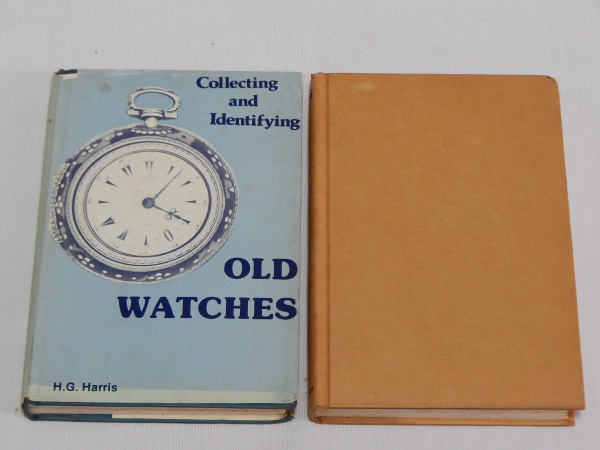 Collecting
and
Identifying
OLD
WATCHES
H.G. Harris